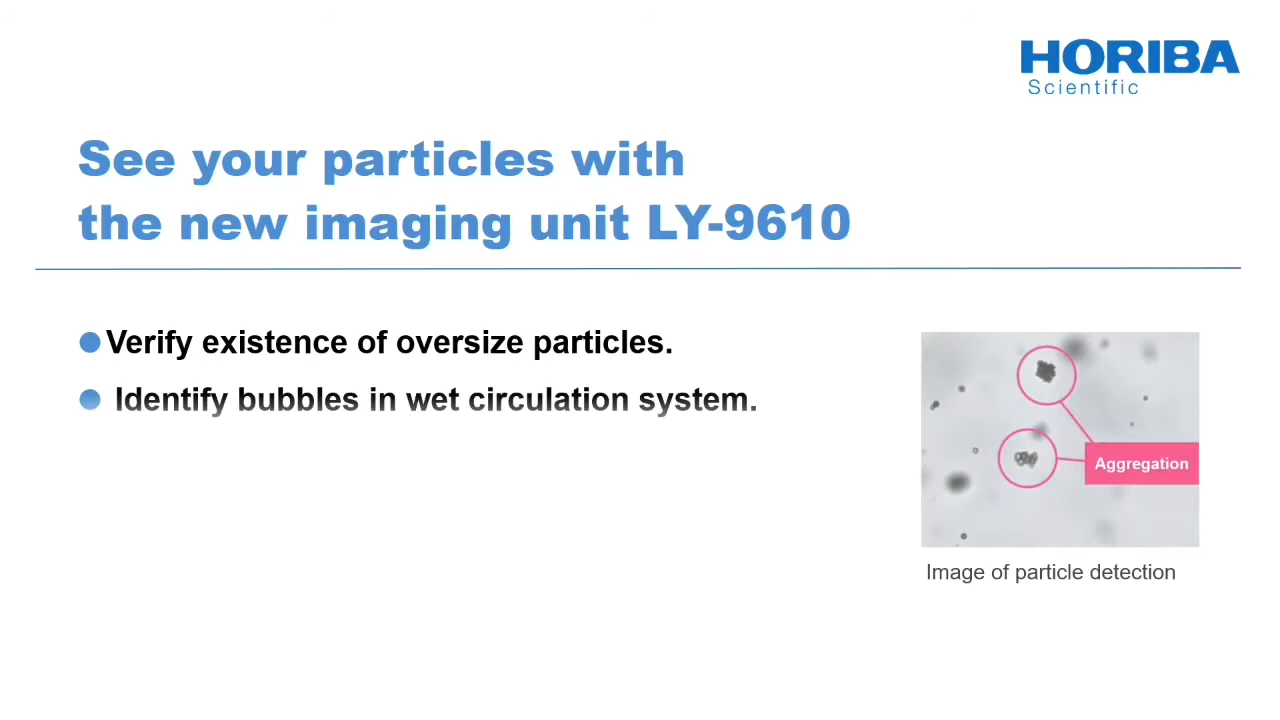 HORIBA
Scientific
See your particles with
the new imaging unit LY-9610
Verify existence of oversize particles.
Identify bubbles in wet circulation system.
Aggregation
Image of particle detection